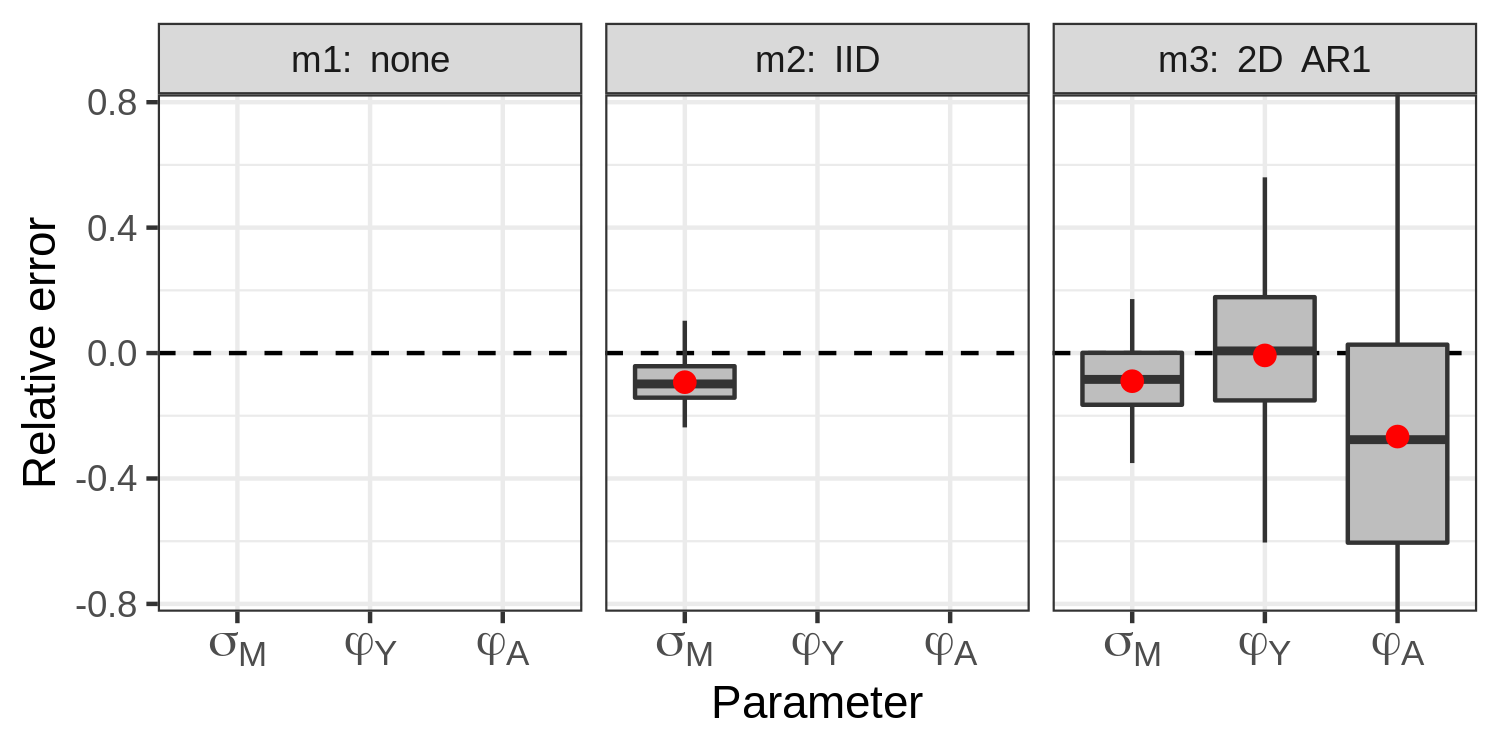 m1: none
m2: IID
m3: 2D AR1
Relative error
0.8
0.4
0.0
-0.4
-0.8
σM φY φA
σM φY φA
σM φY φA
Parameter